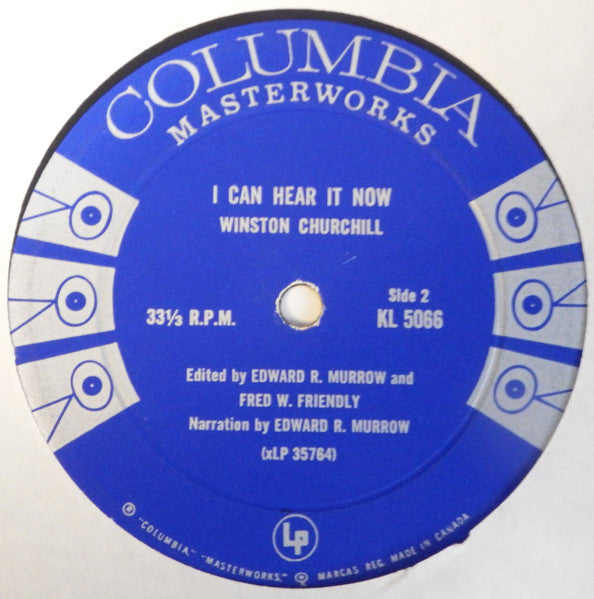 COLUMBIA
MASTERWORKS
I CAN HEAR IT NOW
WINSTON CHURCHILL
33⅓ R.P.M.
Side 2
KL 5066
Edited by EDWARD R. MURROW and
FRED W. FRIENDLY
Narration by EDWARD R. MURROW
(xLP 35764)
LP
"COLUMBIA," "MASTERWORKS," MARCAS REG. MADE IN CANADA